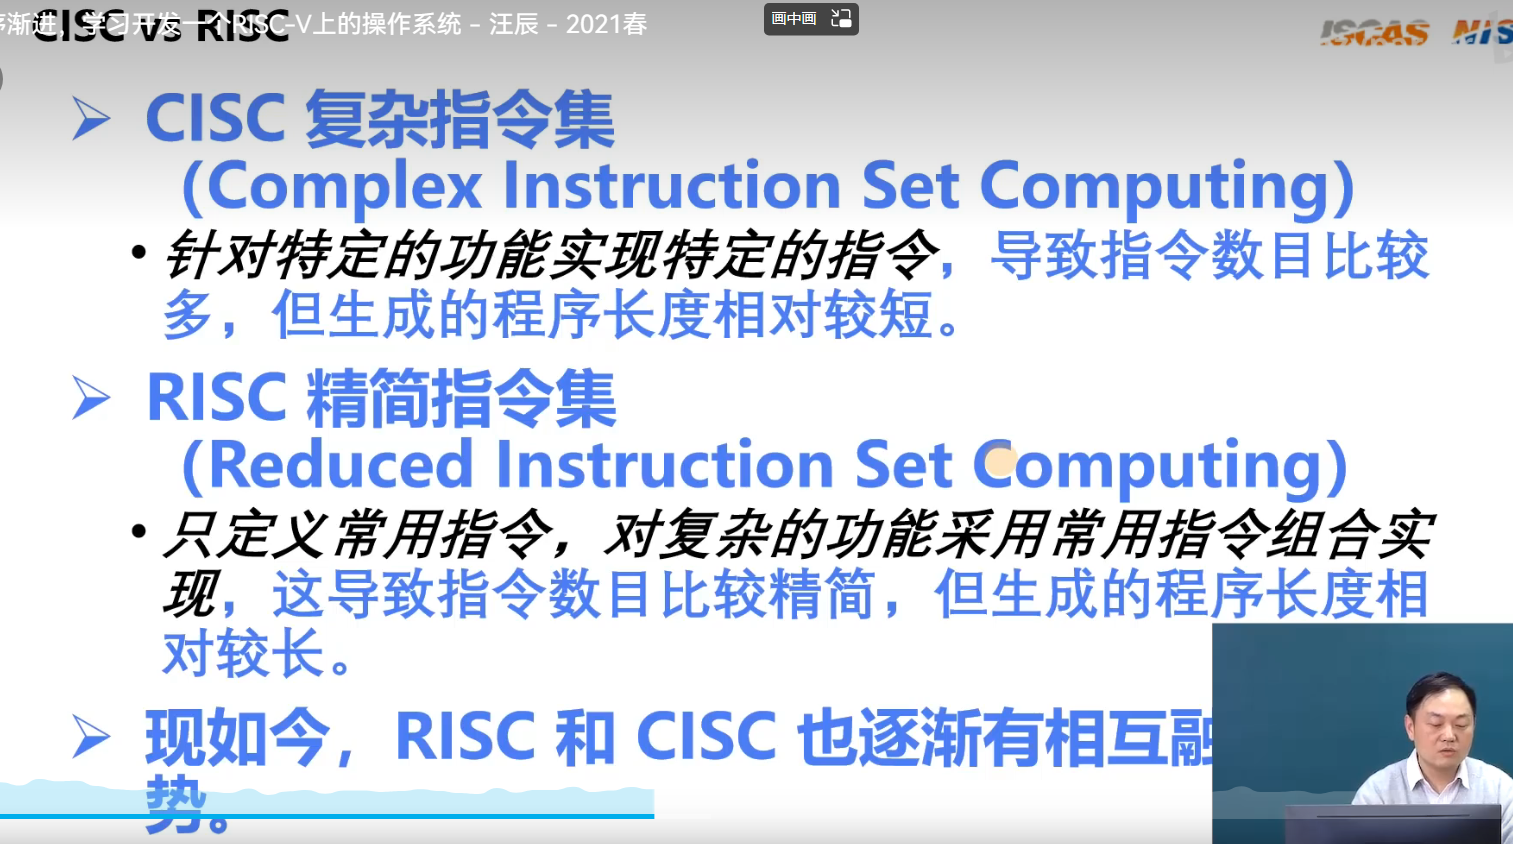 渐进，学习开发一个RISC-V上的操作系统 - 汪辰 - 2021春
CISC vs RISC
画中画
ISCAS
CISC 复杂指令集
（Complex Instruction Set Computing）
• 针对特定的功能实现特定的指令，导致指令数目比较
多，但生成的程序长度相对较短。
RISC 精简指令集
（Reduced Instruction Set Computing）
• 只定义常用指令，对复杂的功能采用常用指令组合实
现，这导致指令数目比较精简，但生成的程序长度相
对较长。
现如今，RISC 和 CISC 也逐渐有相互融
势。